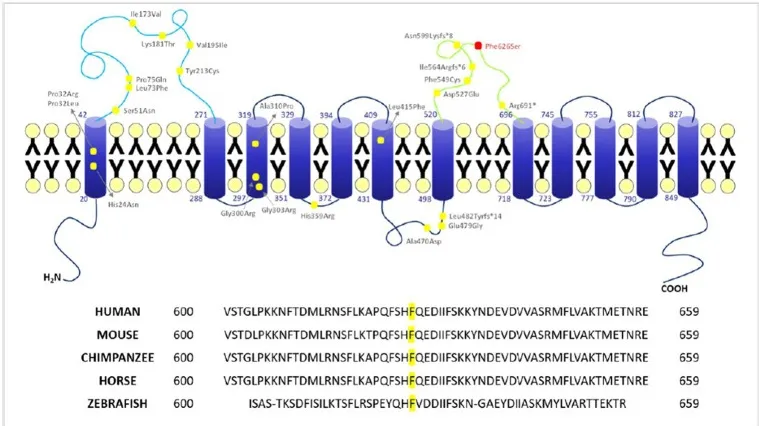 Ile173Val
Lys181Thr
Val195Ile
Tyr213Cys
Pro75Gln
Leu73Phe
Pro32Arg
Pro32Leu
Ser51Asn
Asn599Lysfs*8
Phe626Ser
Ile564Argfs*6
Phe549Cys
Asp527Glu
Arg691*
Ala310Pro
Leu415Phe
47
271
319
329
394
409
520
696
745
755
812
827
20
288
297
351
372
431
498
718
723
777
790
849
His24Asn
Gly300Arg
Gly303Arg
His359Arg
Leu482Tyrfs*14
Glu479Gly
Ala470Asp
H2N
COOH
HUMAN 600 VSTGLPKKNFTDMLRNSFLKAPQFSHFQEDIIFSKKYNDEVDVVASRMFLVAKTMETNRE 659
MOUSE 600 VSTDLPKKNFTDMLRNSFLKTPQFSHFQEDIIFSKKYNDEVDVVASRMFLVAKTMETNRE 659
CHIMPANZEE 600 VSTGLPKKNFTDMLRNSFLKAPQFSHFQEDIIFSKKYNDEVDVVASRMFLVAKTMETNRE 659
HORSE 600 VSTGLPKKNFTDMLRNSFLKAPQFSHFQEDIIFSKKYNDEVDVVASRMFLVAKTMETNRE 659
ZEBRAFISH 600 ISAS-TKSDFISILKTSFLRSPEYQHFVDDIIFSKN-GAEYDIIASKMYLVARTTEKTR 659